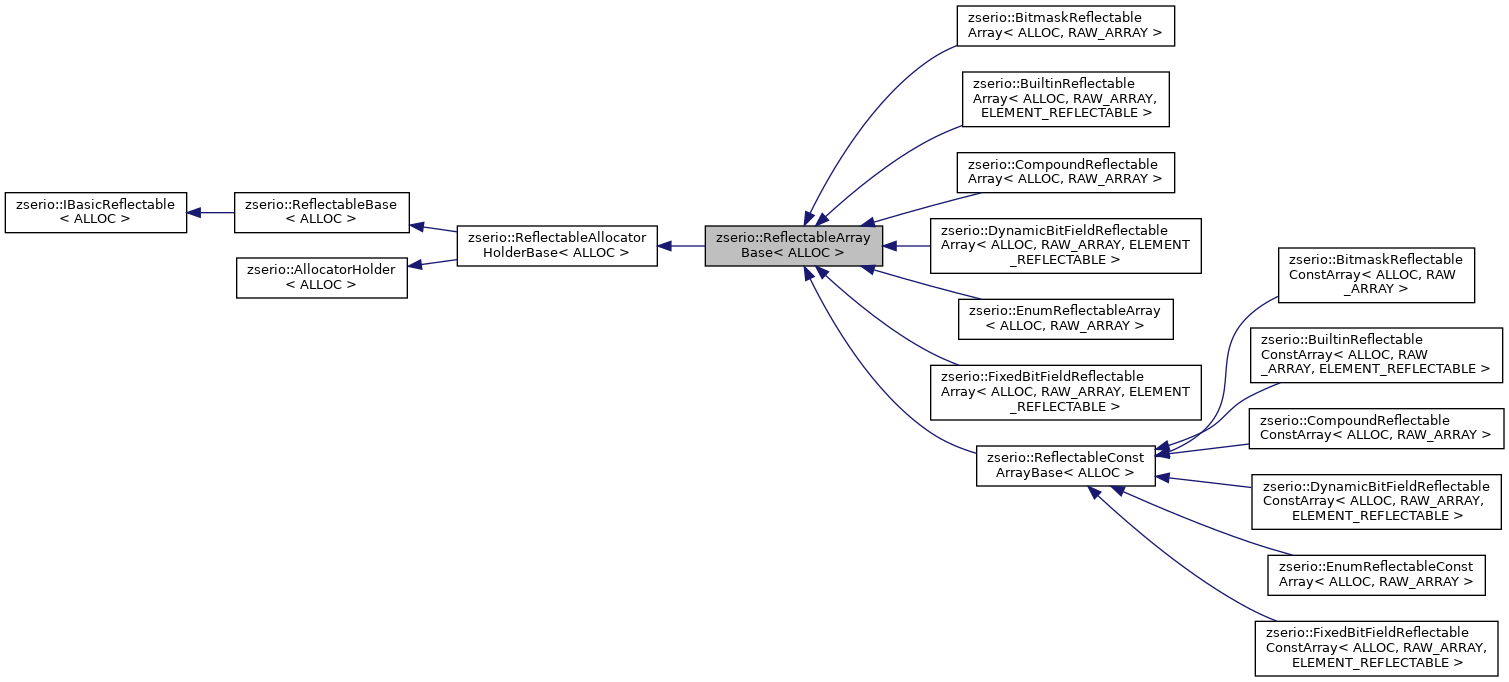 zserio::IBasicReflectable
< ALLOC >
zserio::ReflectableBase
< ALLOC >
zserio::AllocatorHolder
< ALLOC >
zserio::ReflectableAllocator
HolderBase< ALLOC >
zserio::ReflectableArray
Base< ALLOC >
zserio::BitmaskReflectable
Array< ALLOC, RAW_ARRAY >
zserio::BuiltinReflectable
Array< ALLOC, RAW_ARRAY,
ELEMENT_REFLECTABLE >
zserio::CompoundReflectable
Array< ALLOC, RAW_ARRAY >
zserio::DynamicBitFieldReflectable
Array< ALLOC, RAW_ARRAY, ELEMENT
_REFLECTABLE >
zserio::EnumReflectableArray
< ALLOC, RAW_ARRAY >
zserio::FixedBitFieldReflectable
Array< ALLOC, RAW_ARRAY, ELEMENT
_REFLECTABLE >
zserio::ReflectableConst
ArrayBase< ALLOC >
zserio::BitmaskReflectable
ConstArray< ALLOC, RAW
_ARRAY >
zserio::BuiltinReflectable
ConstArray< ALLOC, RAW
_ARRAY, ELEMENT_REFLECTABLE >
zserio::CompoundReflectable
ConstArray< ALLOC, RAW_ARRAY >
zserio::DynamicBitFieldReflectable
ConstArray< ALLOC, RAW_ARRAY,
ELEMENT_REFLECTABLE >
zserio::EnumReflectableConst
Array< ALLOC, RAW_ARRAY >
zserio::FixedBitFieldReflectable
ConstArray< ALLOC, RAW_ARRAY,
ELEMENT_REFLECTABLE >